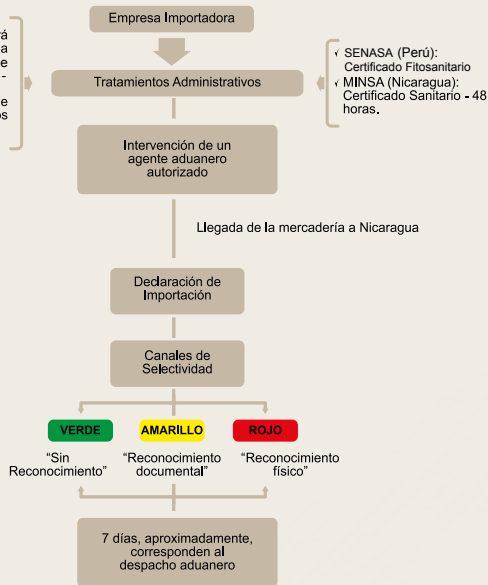 Empresa Importadora
rá
a
e
-
e
os
Tratamientos Administrativos
√ SENASA (Perú):
Certificado Fitosanitario
√ MINSA (Nicaragua):
Certificado Sanitario - 48
horas.
Intervención de un
agente aduanero
autorizado
Llegada de la mercadería a Nicaragua
Declaración de
Importación
Canales de
Selectividad
VERDE
AMARILLO
ROJO
“Sin
Reconocimiento”
“Reconocimiento
documental”
“Reconocimiento
físico”
7 días, aproximadamente,
corresponden al
despacho aduanero